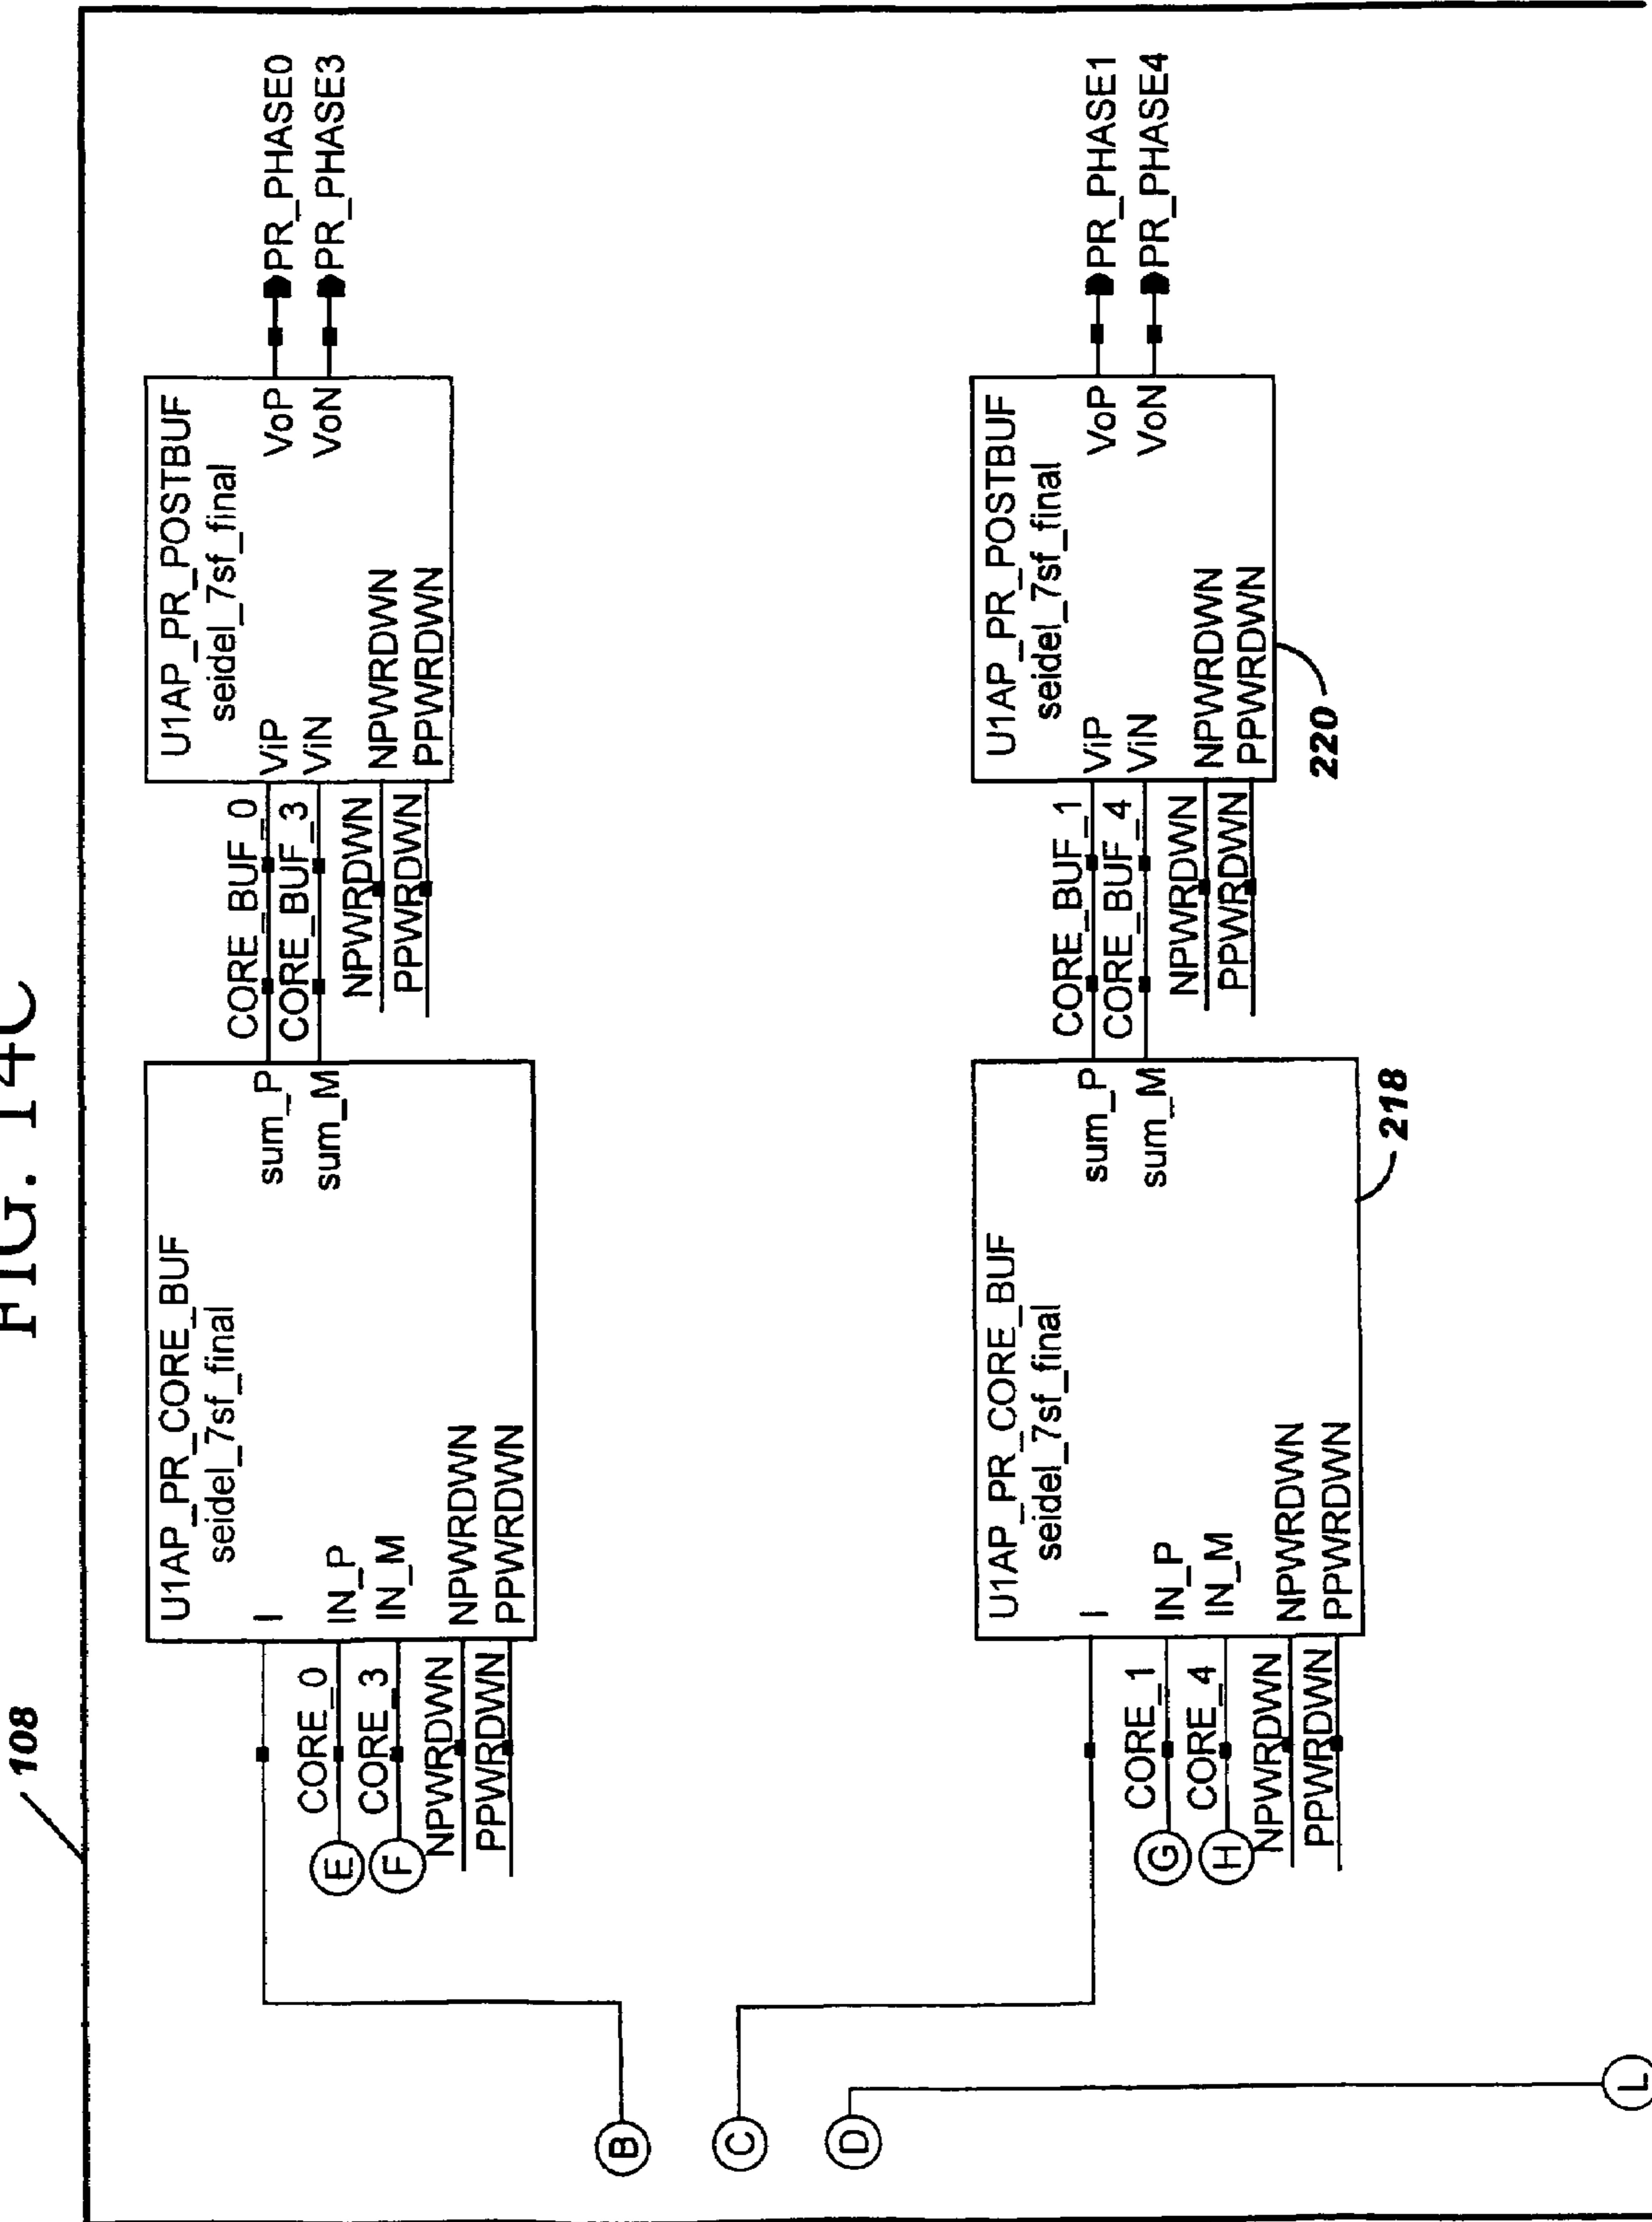 FIG. 14C
108
U1AP_PR_CORE_BUF
seidel_7sf_final
I
IN_P
IN_M
NPWRDWN
PPWRDWN
sum_P
sum_M
CORE_0
CORE_3
NPWRDWN
PPWRDWN
E
F
CORE_BUF_0
CORE_BUF_3
NPWRDWN
PPWRDWN
U1AP_PR_POSTBUF
seidel_7sf_final
ViP
ViN
NPWRDWN
PPWRDWN
VoP
VoN
PR_PHASE0
PR_PHASE3
B
C
D
L
U1AP_PR_CORE_BUF
seidel_7sf_final
I
IN_P
IN_M
NPWRDWN
PPWRDWN
sum_P
sum_M
218
CORE_1
CORE_4
NPWRDWN
PPWRDWN
G
H
CORE_BUF_1
CORE_BUF_4
NPWRDWN
PPWRDWN
U1AP_PR_POSTBUF
seidel_7sf_final
ViP
ViN
NPWRDWN
PPWRDWN
VoP
VoN
220
PR_PHASE1
PR_PHASE4